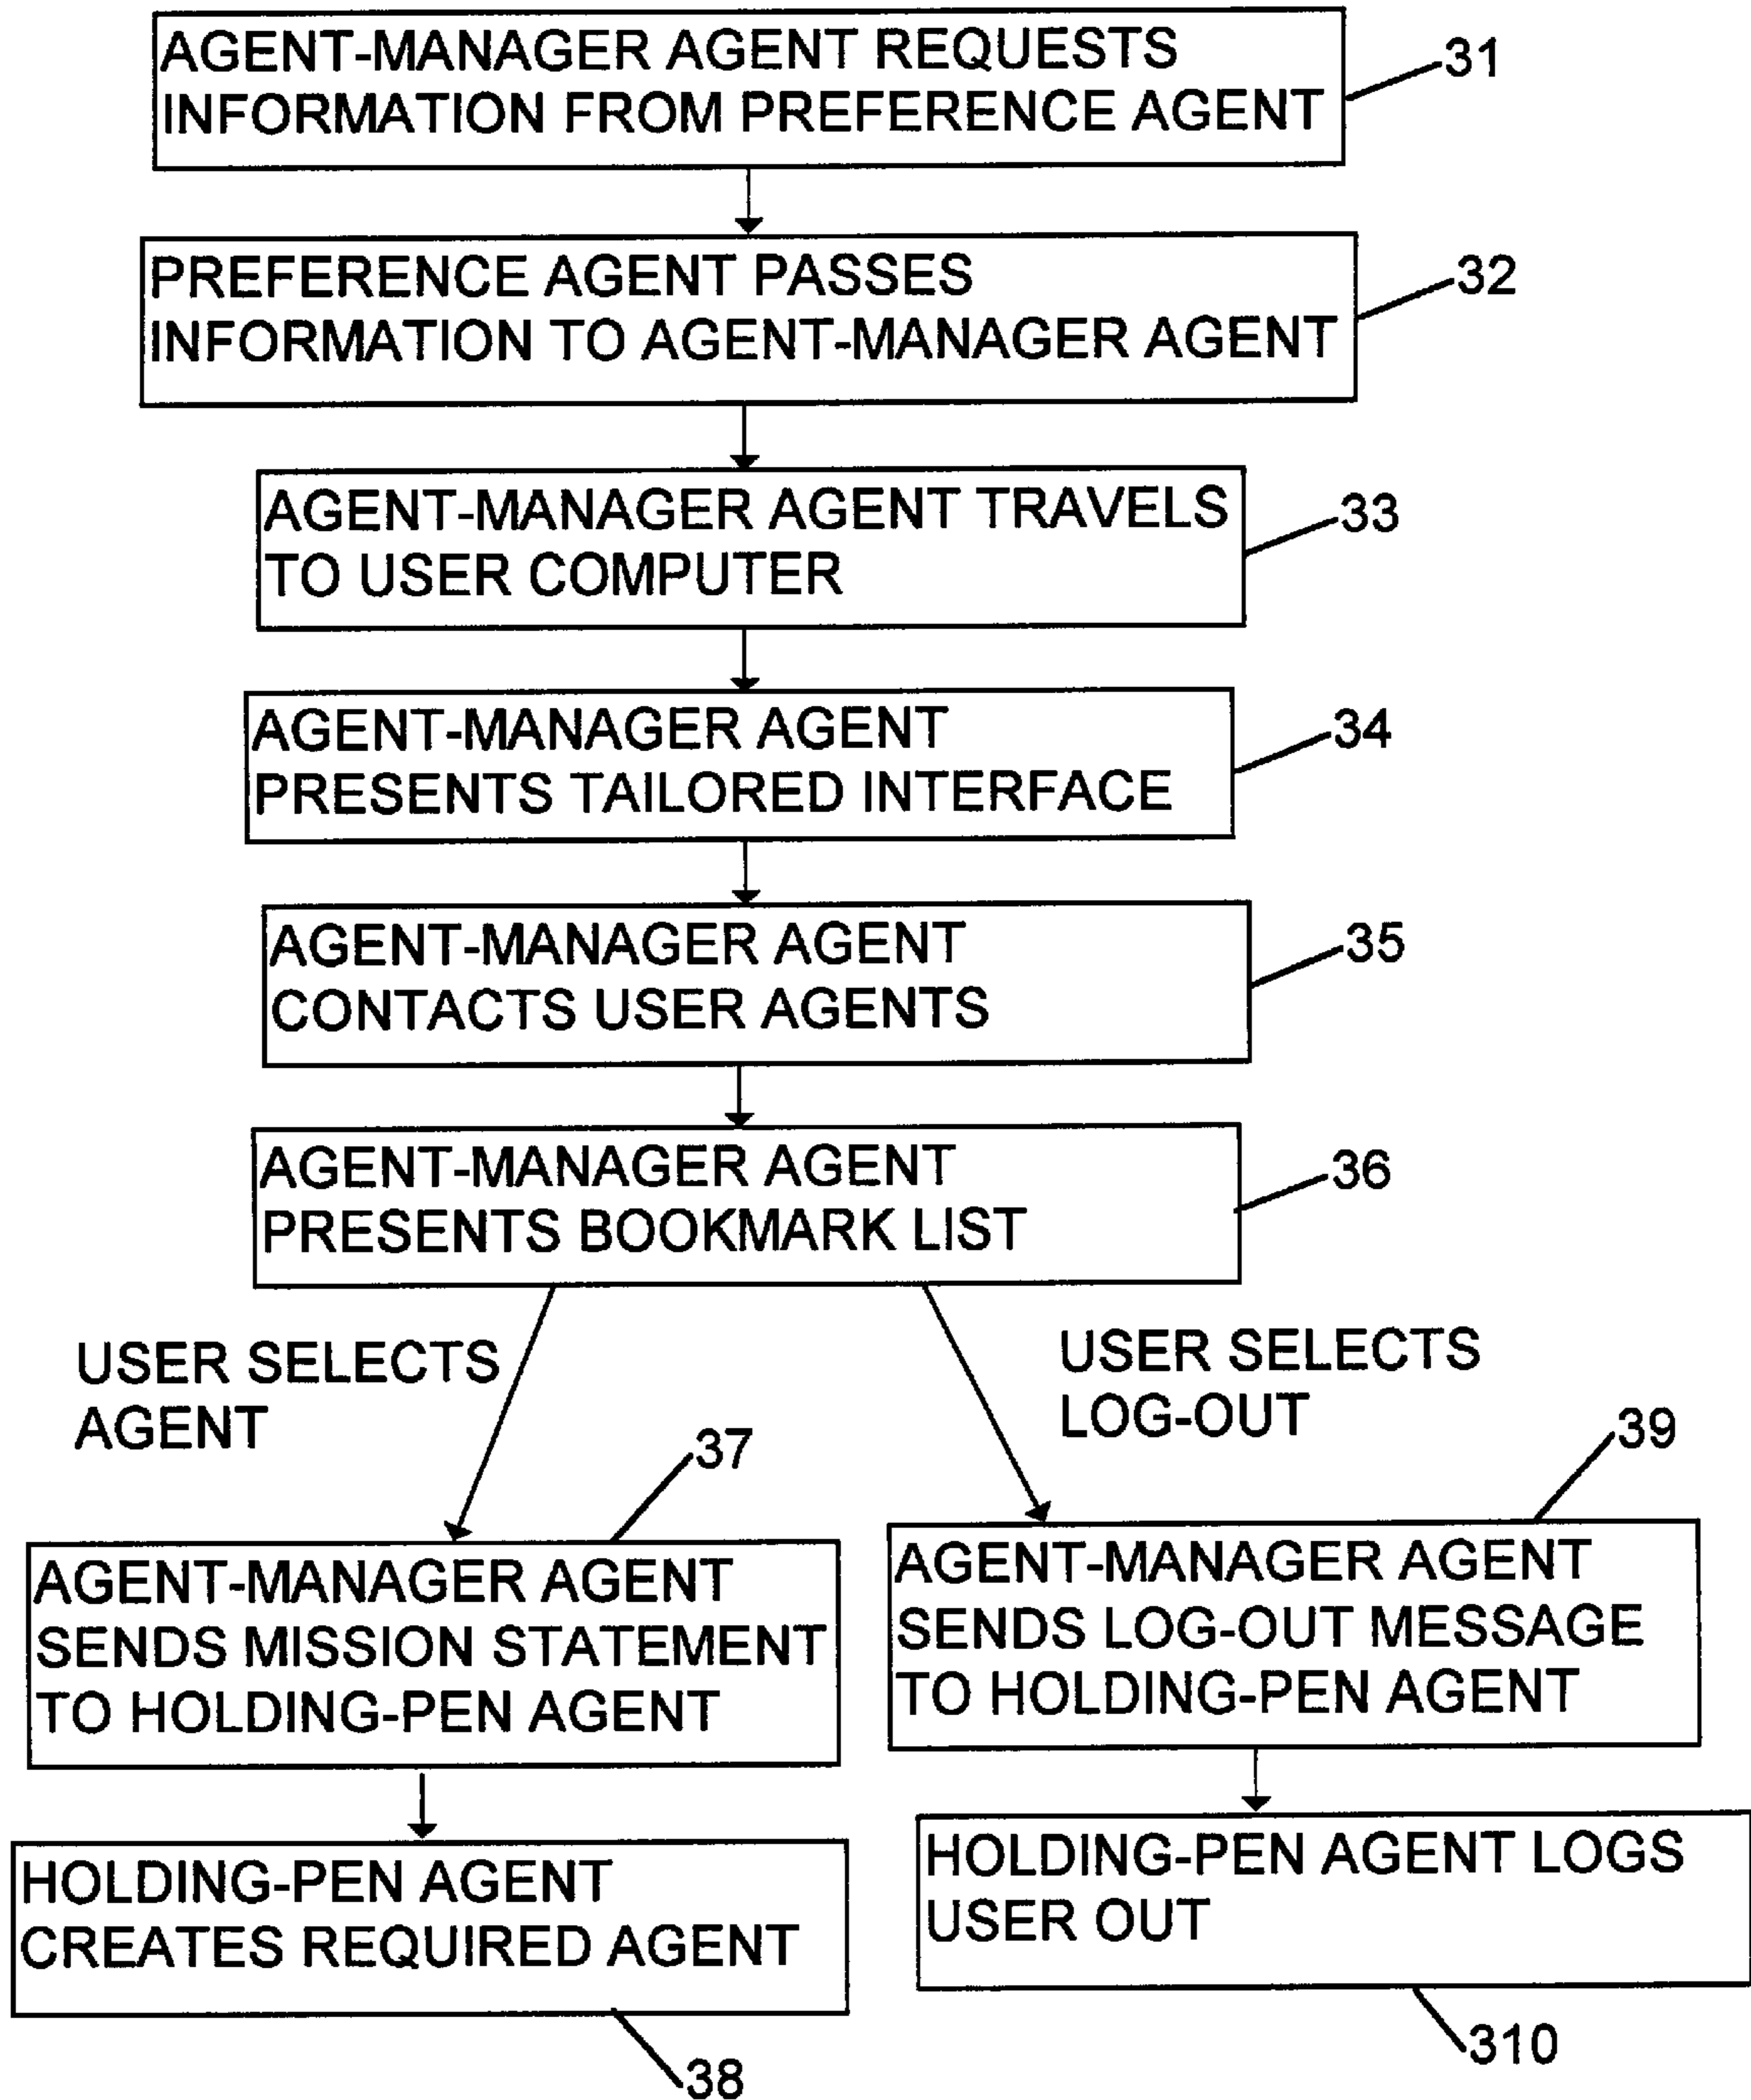 AGENT-MANAGER AGENT REQUESTS
INFORMATION FROM PREFERENCE AGENT
31
PREFERENCE AGENT PASSES
INFORMATION TO AGENT-MANAGER AGENT
32
AGENT-MANAGER AGENT TRAVELS
TO USER COMPUTER
33
AGENT-MANAGER AGENT
PRESENTS TAILORED INTERFACE
34
AGENT-MANAGER AGENT
CONTACTS USER AGENTS
35
AGENT-MANAGER AGENT
PRESENTS BOOKMARK LIST
36
USER SELECTS
AGENT
37
AGENT-MANAGER AGENT
SENDS MISSION STATEMENT
TO HOLDING-PEN AGENT
HOLDING-PEN AGENT
CREATES REQUIRED AGENT
38
USER SELECTS
LOG-OUT
39
AGENT-MANAGER AGENT
SENDS LOG-OUT MESSAGE
TO HOLDING-PEN AGENT
HOLDING-PEN AGENT LOGS
USER OUT
310